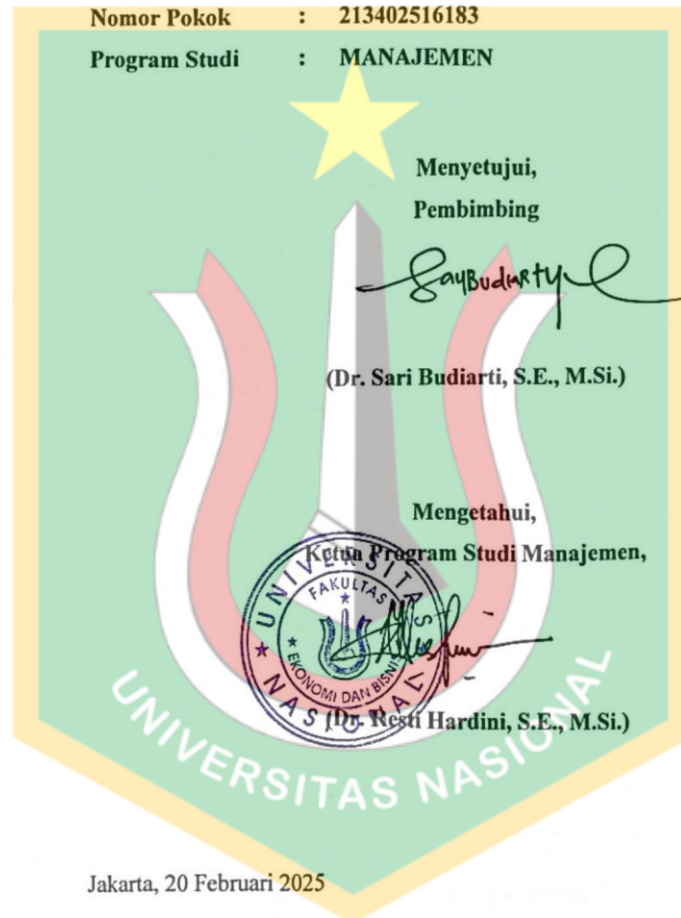 Nomor Pokok : 213402516183
Program Studi : MANAJEMEN
Menyetujui,
Pembimbing
(Dr. Sari Budiarti, S.E., M.Si.)
Mengetahui,
Ketua Program Studi Manajemen,
UNIVERSITAS NASIONAL
FAKULTAS
EKONOMI DAN BISNIS
(Dr. Resti Hardini, S.E., M.Si.)
UNIVERSITAS NASIONAL
Jakarta, 20 Februari 2025